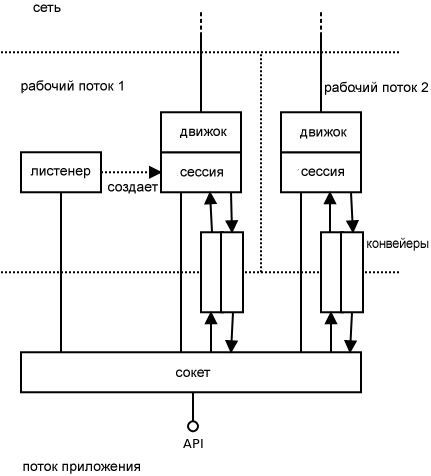 сеть
рабочий поток 1
рабочий поток 2
движок
движок
листенер
создает
сессия
сессия
конвейеры
сокет
API
поток приложения